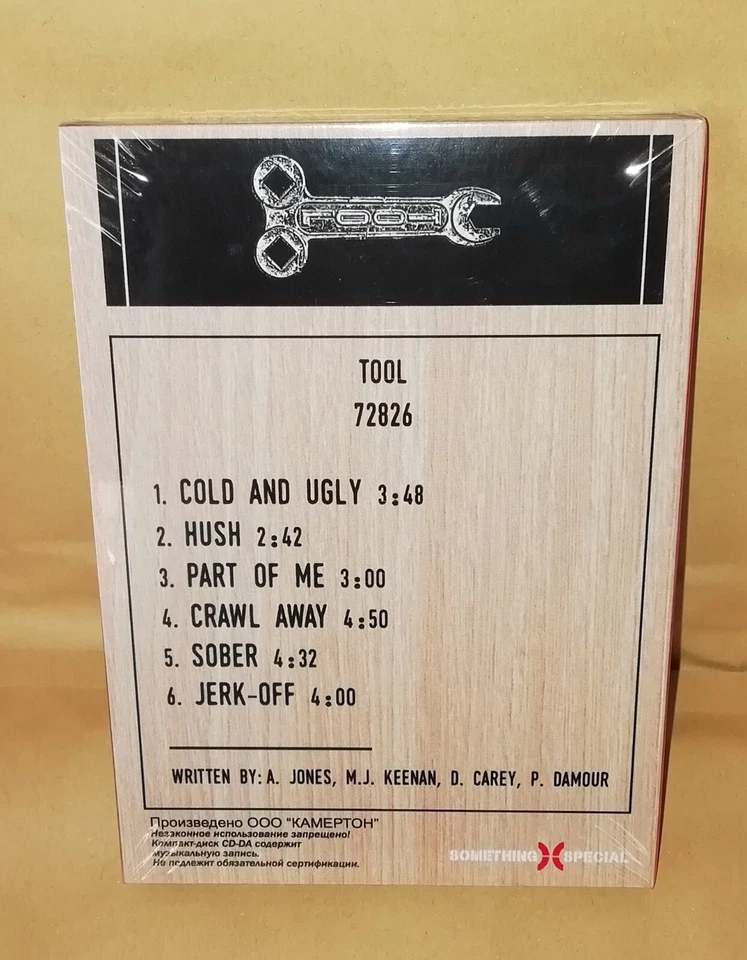 TOOL
TOOL
72826
1. COLD AND UGLY 3:48
2. HUSH 2:42
3. PART OF ME 3:00
4. CRAWL AWAY 4:50
5. SOBER 4:32
6. JERK-OFF 4:00
WRITTEN BY: A. JONES, M.J. KEENAN, D. CAREY, P. DAMOUR
Произведено ООО "КАМЕРТОН"
Незаконное использование запрещено!
Компакт-диск CD-DA содержит
музыкальную запись.
Не подлежит обязательной сертификации.
SOMETHING SPECIAL